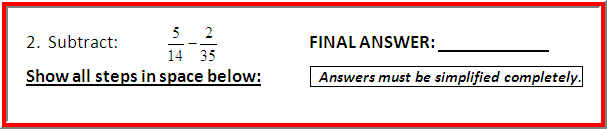 2. Subtract: 5/14 − 2/35 FINAL ANSWER: ____________
Show all steps in space below: Answers must be simplified completely.